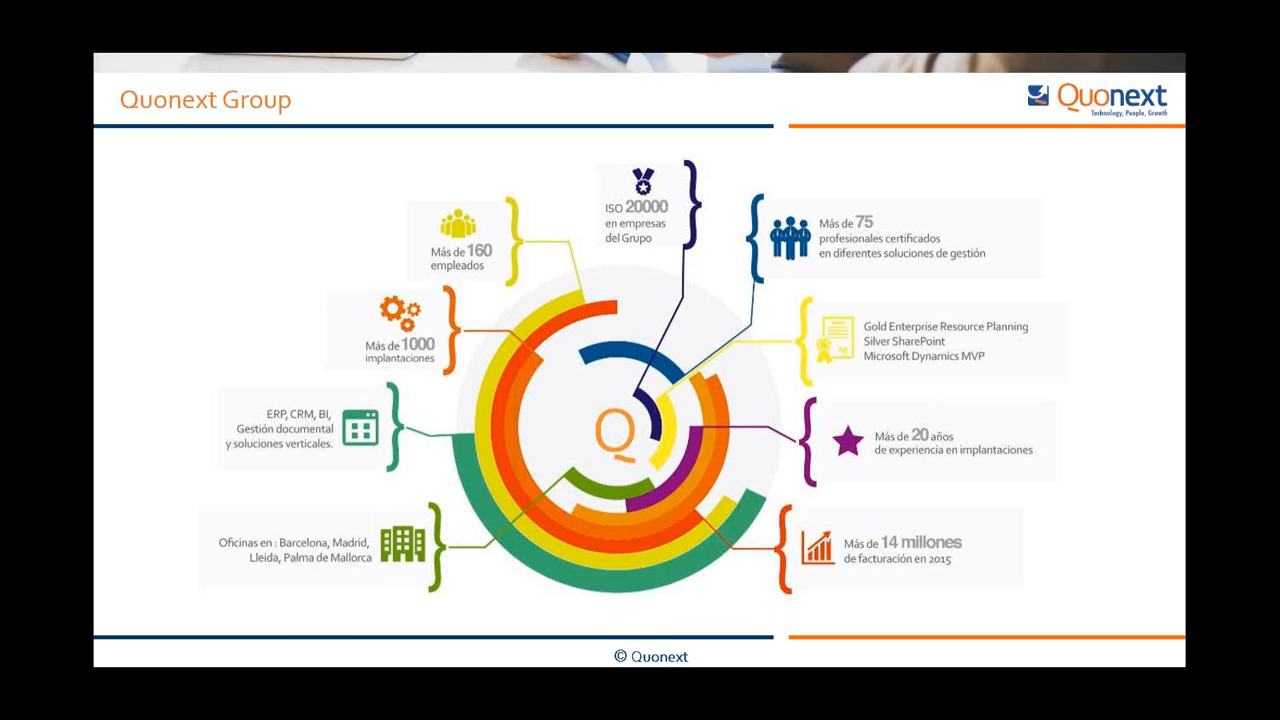 Quonext Group
Quonext
Technology, People, Growth
ISO 20000
en empresas
del Grupo
Más de 160
empleados
Más de 75
profesionales certificados
en diferentes soluciones de gestión
Más de 1000
implantaciones
Gold Enterprise Resource Planning
Silver SharePoint
Microsoft Dynamics MVP
ERP, CRM, BI,
Gestión documental
y soluciones verticales.
Q
Más de 20 años
de experiencia en implantaciones
Oficinas en : Barcelona, Madrid,
Lleida, Palma de Mallorca
Más de 14 millones
de facturación en 2015
© Quonext